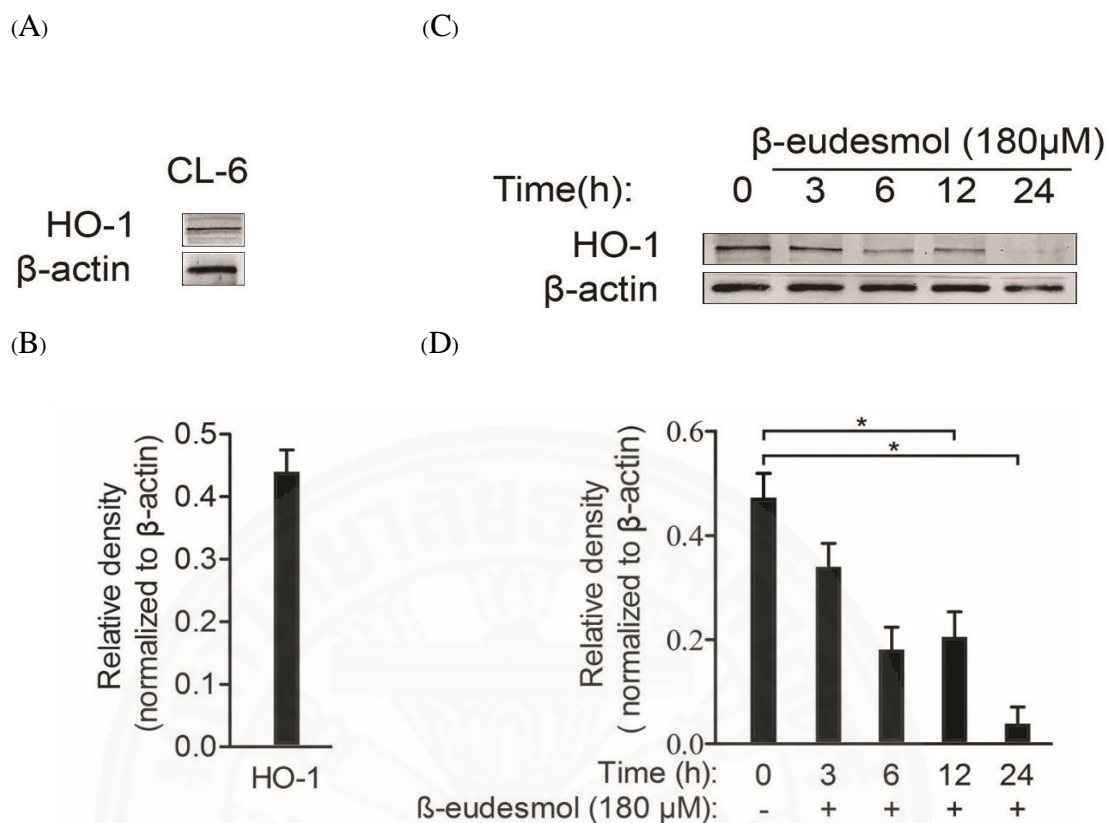 (A)
CL-6
HO-1
β-actin
(B)
0.5
0.4
0.3
0.2
0.1
0.0
Relative density
(normalized to β-actin)
HO-1
(C)
β-eudesmol (180μM)
Time(h): 0 3 6 12 24
HO-1
β-actin
(D)
0.6
0.4
0.2
0.0
Relative density
( normalized to β-actin)
*
*
Time (h): 0 3 6 12 24
ß-eudesmol (180 μM): - + + + +